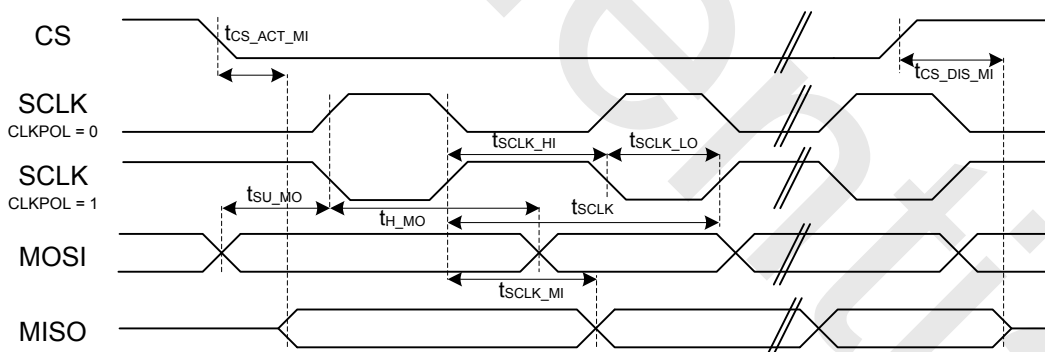 CS
tCS_ACT_MI
tCS_DIS_MI
SCLK
CLKPOL = 0
tSCLK_HI
tSCLK_LO
SCLK
CLKPOL = 1
tSU_MO
tH_MO
tSCLK
MOSI
tSCLK_MI
MISO